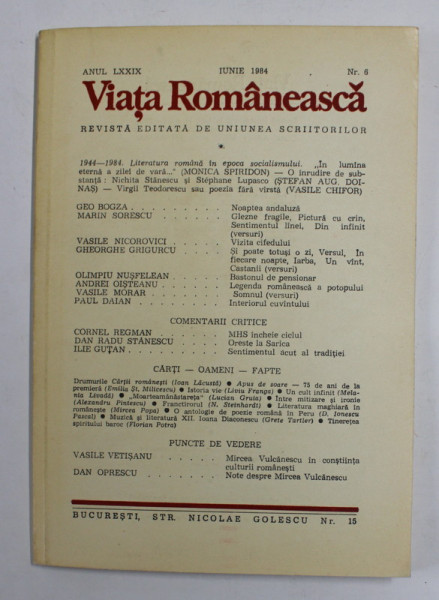 ANUL LXXIX IUNIE 1984 Nr. 6
Viața Românească
REVISTĂ EDITATĂ DE UNIUNEA SCRIITORILOR
*
1944—1984. Literatura română în epoca socialismului. „În lumina
eternă a zilei de vară..." (MONICA SPIRIDON) — O înrudire de sub-
stanță : Nichita Stănescu și Stéphane Lupasco (ȘTEFAN AUG. DOI-
NAȘ) — Virgil Teodorescu sau poezia fără vîrstă (VASILE CHIFOR)
GEO BOGZA . . . . . . . . . Noaptea andaluză
MARIN SORESCU . . . . . . Glezne fragile, Pictură cu crin,
Sentimentul linei, Din infinit
(versuri)
VASILE NICOROVICI . . . . . Vizita cifedului
GHEORGHE GRIGURCU . . . . Și poate totuși o zi, Versul, În
fiecare noapte, Iarba, Un vînt,
Castanii (versuri)
OLIMPIU NUȘFELEAN . . . . Bastonul de pensioner
ANDREI OIȘTEANU . . . . . Legenda românească a potopului
VASILE MORAR . . . . . . . Somnul (versuri)
PAUL DAIAN . . . . . . . . Interiorul cuvîntului
COMENTARII CRITICE
CORNEL REGMAN . . . . . . MHS încheie ciclul
DAN RADU STĂNESCU . . . . Oreste la Sarica
ILIE GUȚAN . . . . . . . . Sentimentul acut al tradiției
CĂRȚI — OAMENI — FAPTE
Drumurile Cărții românești (Ioan Lăcustă) ● Apus de soare — 75 de ani de la
premieră (Emilia Șt. Milicescu) ● Istoria vie (Liviu Franga) ● Un cult infinit (Mela-
nia Livadă) ● „Moarteamănăriareța" (Lucian Gruia) ● Între mitizare și ironie
(Alexandru Pintescu) ● Franctirorul (N. Steinhardt) ● Literatura maghiară în
românește (Mircea Popa) ● O antologie de poezie română în Peru (D. Ionescu
Pascal) ● Muzică și literatură XII. Ioana Diaconescu (Grete Tartler) ● Tinerețea
spiritului baroc (Florian Potra)
PUNCTE DE VEDERE
VASILE VETIȘANU . . . . . Mircea Vulcănescu în conștiința
culturii românești
DAN OPRESCU . . . . . . . Note despre Mircea Vulcănescu
BUCUREȘTI, STR. NICOLAE GOLESCU Nr. 15